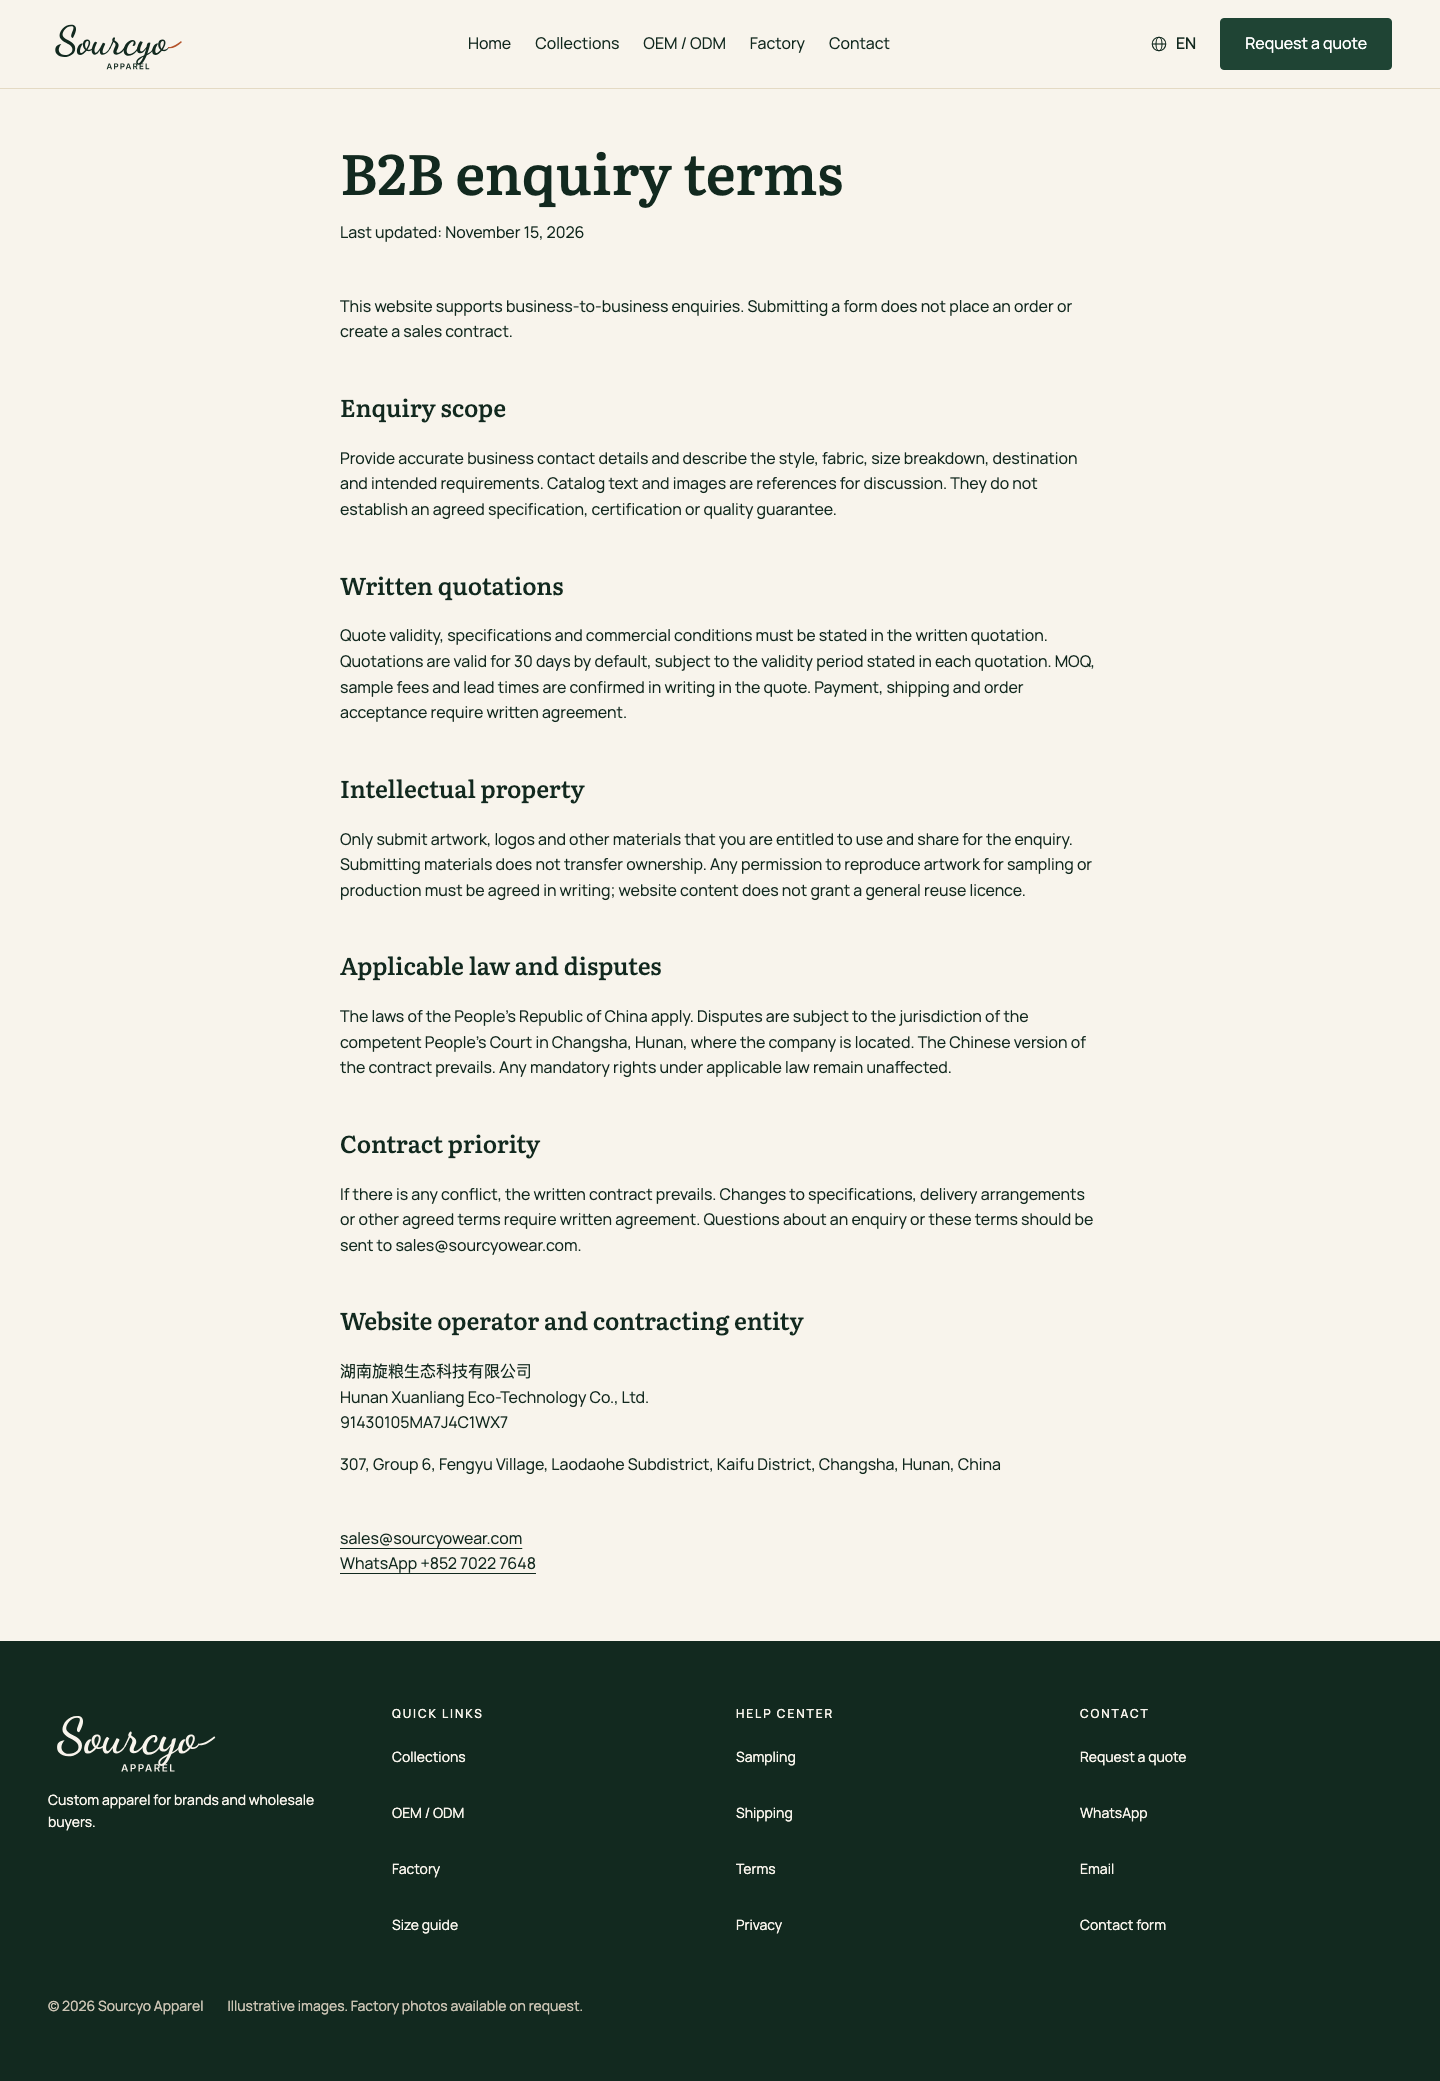 Sourcyo
APPAREL
Home Collections OEM / ODM Factory Contact
EN
Request a quote
B2B enquiry terms
Last updated: November 15, 2026
This website supports business-to-business enquiries. Submitting a form does not place an order or
create a sales contract.
Enquiry scope
Provide accurate business contact details and describe the style, fabric, size breakdown, destination
and intended requirements. Catalog text and images are references for discussion. They do not
establish an agreed specification, certification or quality guarantee.
Written quotations
Quote validity, specifications and commercial conditions must be stated in the written quotation.
Quotations are valid for 30 days by default, subject to the validity period stated in each quotation. MOQ,
sample fees and lead times are confirmed in writing in the quote. Payment, shipping and order
acceptance require written agreement.
Intellectual property
Only submit artwork, logos and other materials that you are entitled to use and share for the enquiry.
Submitting materials does not transfer ownership. Any permission to reproduce artwork for sampling or
production must be agreed in writing; website content does not grant a general reuse licence.
Applicable law and disputes
The laws of the People’s Republic of China apply. Disputes are subject to the jurisdiction of the
competent People’s Court in Changsha, Hunan, where the company is located. The Chinese version of
the contract prevails. Any mandatory rights under applicable law remain unaffected.
Contract priority
If there is any conflict, the written contract prevails. Changes to specifications, delivery arrangements
or other agreed terms require written agreement. Questions about an enquiry or these terms should be
sent to sales@sourcyowear.com.
Website operator and contracting entity
湖南旋粮生态科技有限公司
Hunan Xuanliang Eco-Technology Co., Ltd.
91430105MA7J4C1WX7
307, Group 6, Fengyu Village, Laodaohe Subdistrict, Kaifu District, Changsha, Hunan, China
sales@sourcyowear.com
WhatsApp +852 7022 7648
Sourcyo
APPAREL
Custom apparel for brands and wholesale
buyers.
QUICK LINKS
Collections
OEM / ODM
Factory
Size guide
HELP CENTER
Sampling
Shipping
Terms
Privacy
CONTACT
Request a quote
WhatsApp
Email
Contact form
© 2026 Sourcyo Apparel Illustrative images. Factory photos available on request.